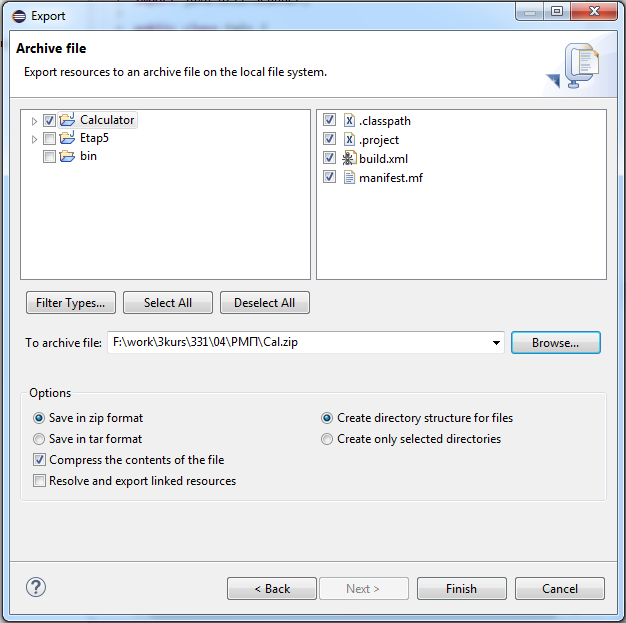 Export
Archive file
Export resources to an archive file on the local file system.
Calculator
Etap5
bin
.classpath
.project
build.xml
manifest.mf
Filter Types...
Select All
Deselect All
To archive file:
F:\work\3kurs\331\04\РМП\Cal.zip
Browse...
Options
Save in zip format
Create directory structure for files
Save in tar format
Create only selected directories
Compress the contents of the file
Resolve and export linked resources
?
< Back
Next >
Finish
Cancel